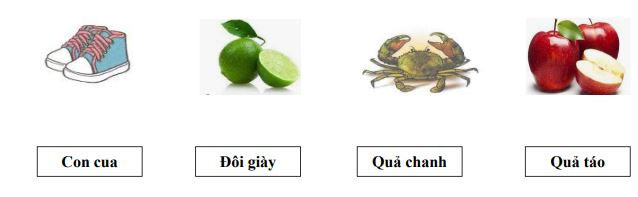 Con cua
Đôi giày
Quả chanh
Quả táo